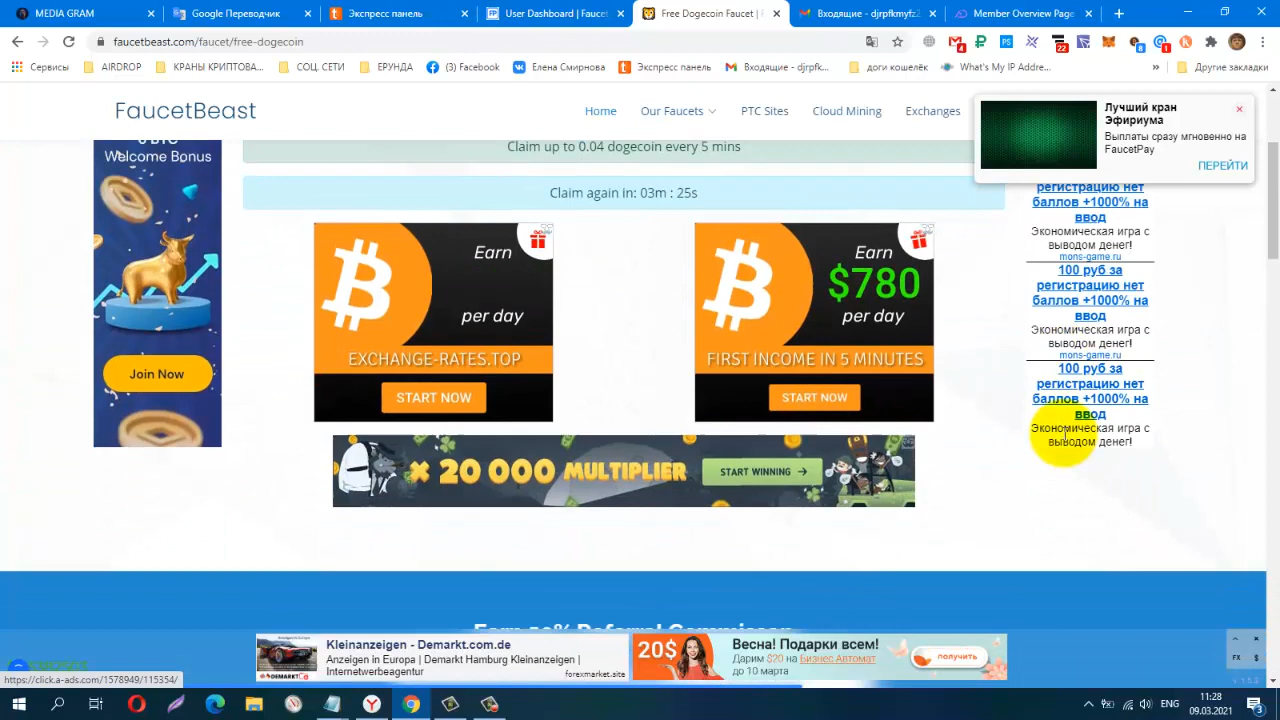 MEDIA GRAM
Google Переводчик
Экспресс панель
User Dashboard | Faucet
Free Dogecoin Faucet |
Входящие - djrpfkmyfz2
Member Overview Page
faucetbeast.com/faucet/free-dogecoin
Сервисы
AIRDROP
КРАНЫ КРИПТОВА...
СОЦ. СЕТИ
ЕРУНДА
(3) Facebook
Елена Смирнова
Экспресс панель
Входящие - djrpfk...
доги кошелёк
What's My IP Addre...
Другие закладки
FaucetBeast
Home
Our Faucets
PTC Sites
Cloud Mining
Exchanges
Лучший кран
Эфириума
Выплаты сразу мгновенно на
FaucetPay
ПЕРЕЙТИ
Welcome Bonus
Join Now
Claim up to 0.04 dogecoin every 5 mins
Claim again in: 03m : 25s
Earn
per day
EXCHANGE-RATES.TOP
START NOW
Earn
$780
per day
FIRST INCOME IN 5 MINUTES
START NOW
x 20 000 MULTIPLIER
START WINNING →
регистрацию нет
баллов +1000% на
ввод
Экономическая игра с
выводом денег!
mons-game.ru
100 руб за
регистрацию нет
баллов +1000% на
ввод
Экономическая игра с
выводом денег!
mons-game.ru
100 руб за
регистрацию нет
баллов +1000% на
ввод
Экономическая игра с
выводом денег!
Kleinanzeigen - Demarkt.com.de
Anzeigen in Europa | Demarkt Hamburg Kleinanzeigen |
Internetwerbeagentur
forexmarket.site
20$
Весна! Подарки всем!
Дарим $20 на Бизнес Автомат
до 10 марта
получить
FX
$
v 1.5.3
ENG
11:28
09.03.2021